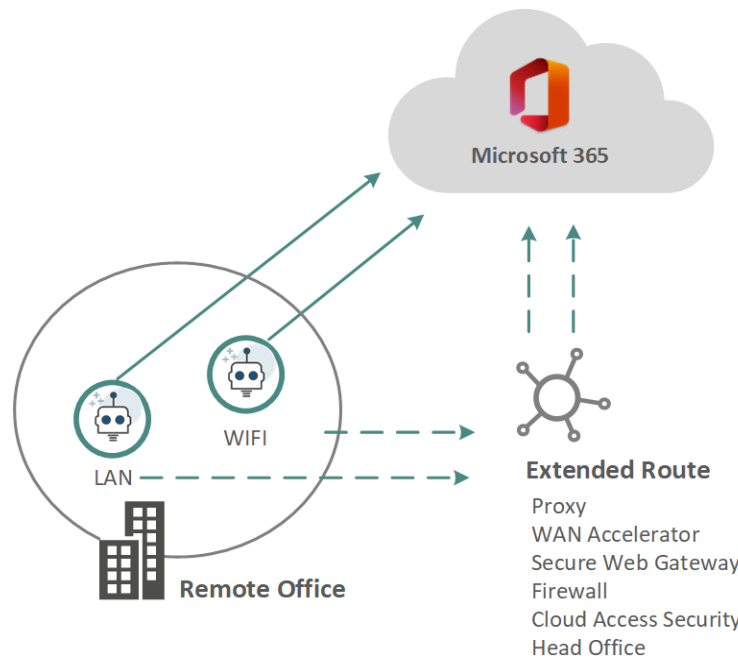 Microsoft 365
WIFI
LAN
Remote Office
Extended Route
Proxy
WAN Accelerator
Secure Web Gateway
Firewall
Cloud Access Security
Head Office